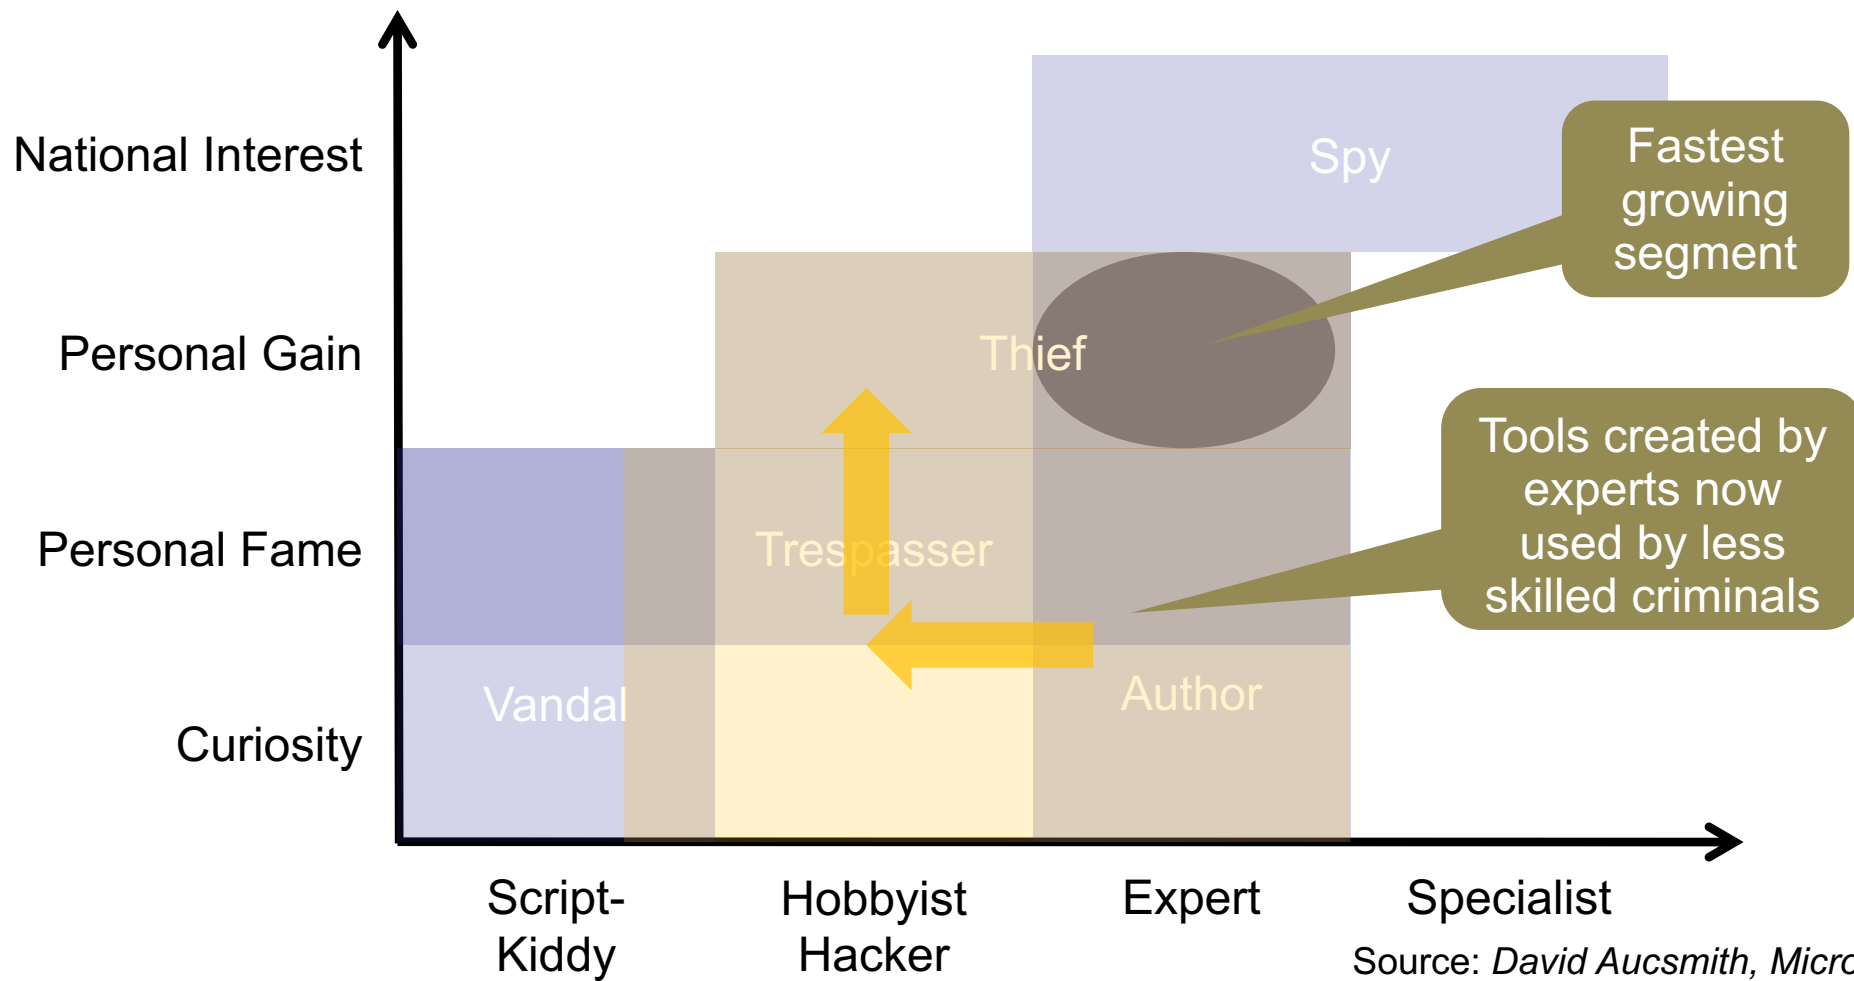 National Interest
Spy
Fastest
growing
segment
Personal Gain
Thief
Tools created by
experts now
used by less
skilled criminals
Personal Fame
Trespasser
Vandal
Author
Curiosity
Script-
Kiddy
Hobbyist
Hacker
Expert
Specialist
Source: David Aucsmith, Micro